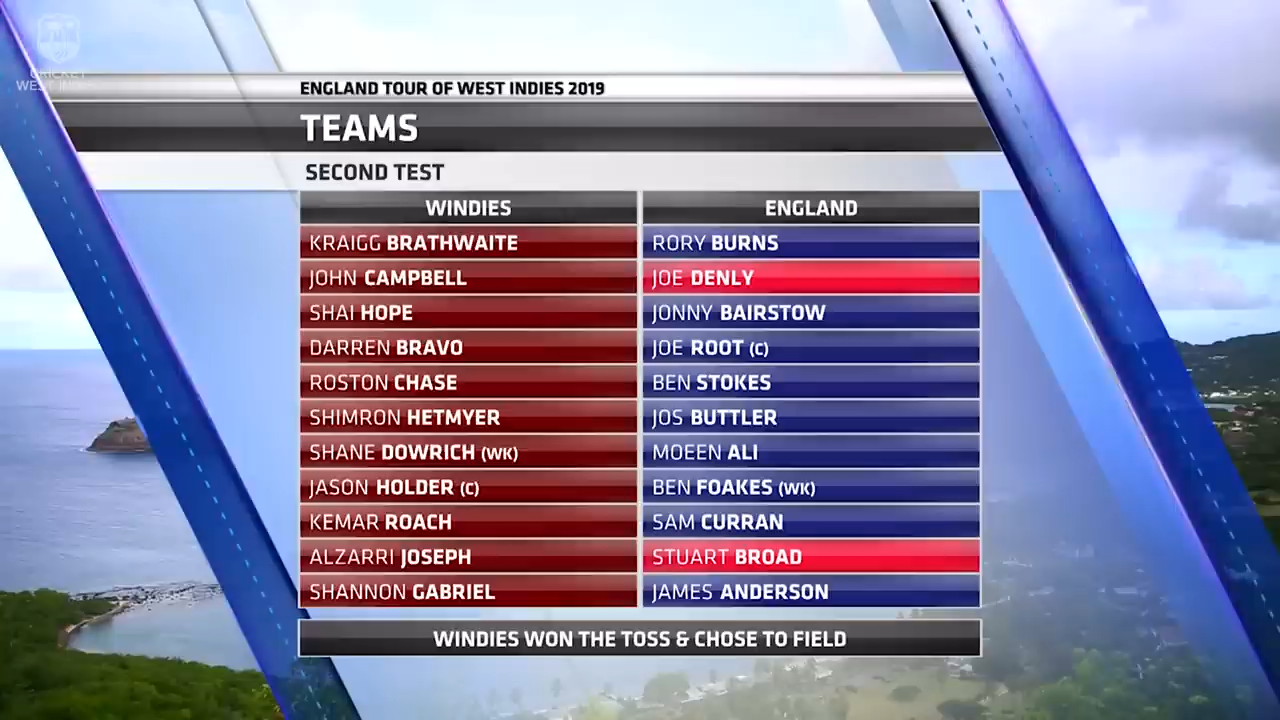 CRICKET
ENGLAND TOUR OF WEST INDIES 2019
TEAMS
SECOND TEST
WINDIES ENGLAND
KRAIGG BRATHWAITE RORY BURNS
JOHN CAMPBELL JOE DENLY
SHAI HOPE JONNY BAIRSTOW
DARREN BRAVO JOE ROOT (C)
ROSTON CHASE BEN STOKES
SHIMRON HETMYER JOS BUTTLER
SHANE DOWRICH (WK) MOEEN ALI
JASON HOLDER (C) BEN FOAKES (WK)
KEMAR ROACH SAM CURRAN
ALZARRI JOSEPH STUART BROAD
SHANNON GABRIEL JAMES ANDERSON
WINDIES WON THE TOSS & CHOSE TO FIELD